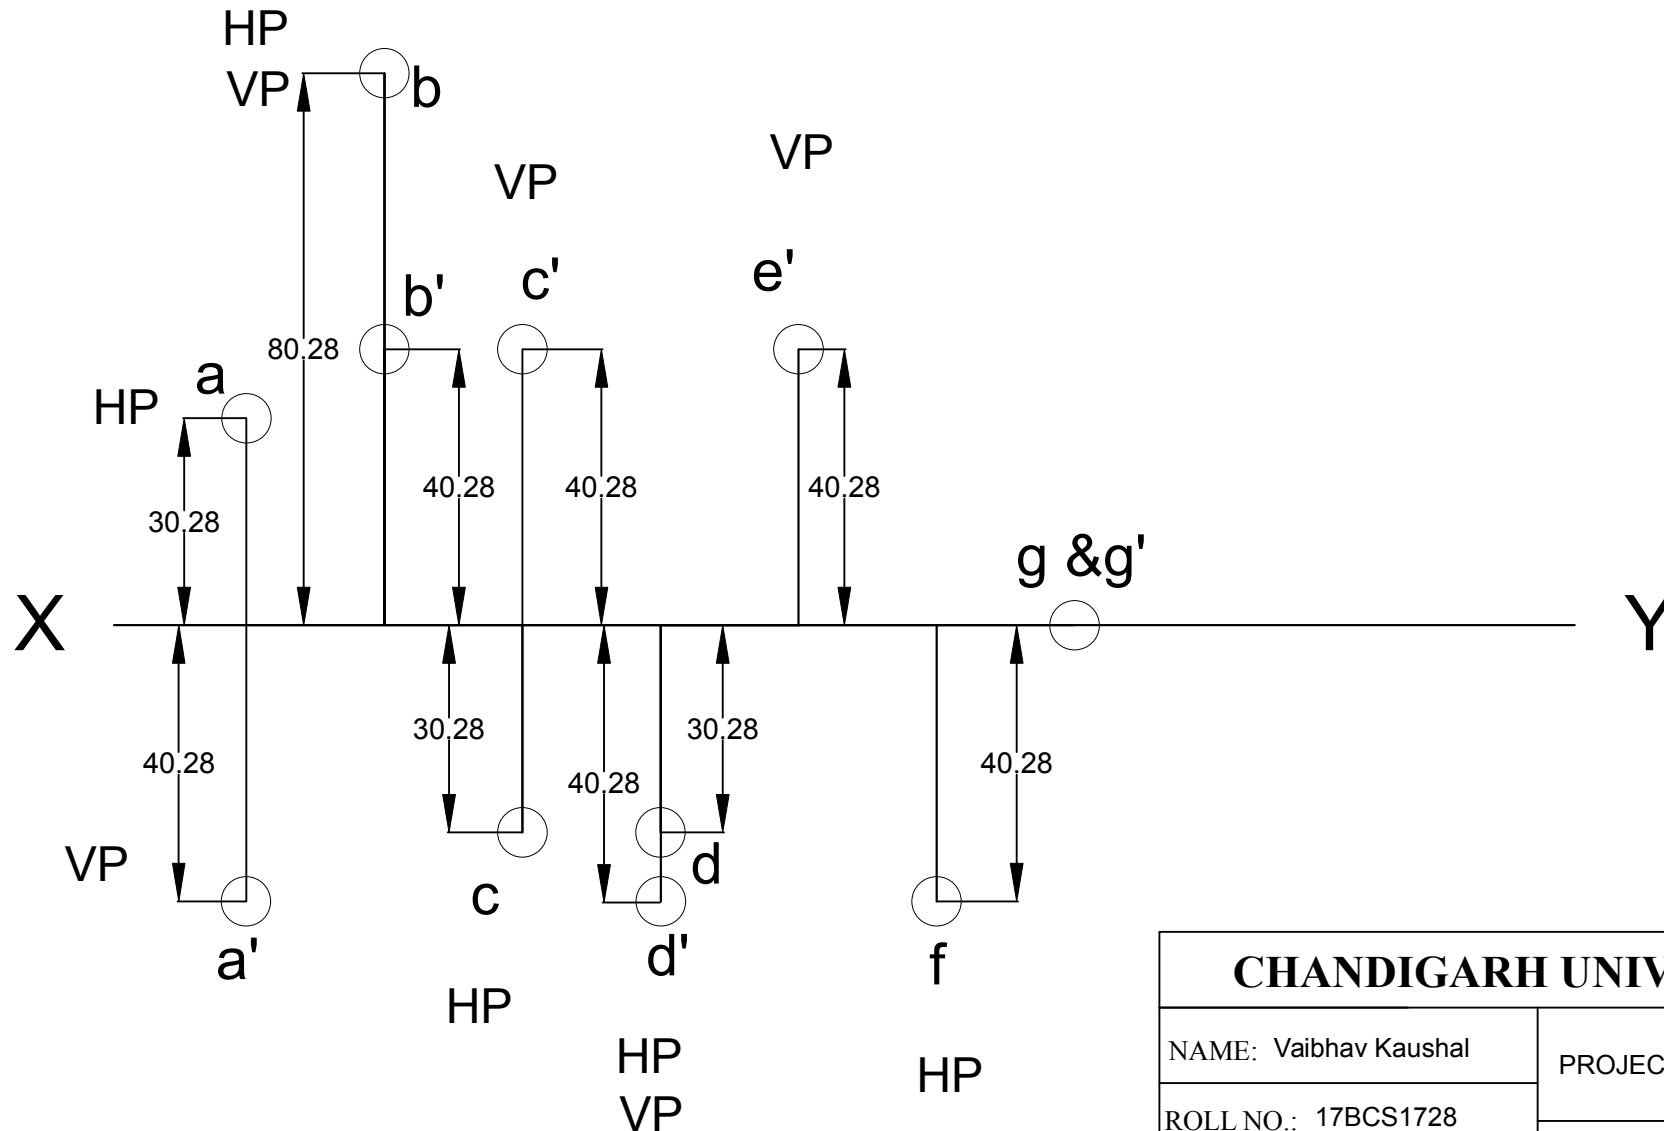 HP
VP
b
VP
VP
b'
c'
e'
80.28
a
HP
40.28
40.28
40.28
30.28
g &g'
X
Y
30.28
30.28
40.28
40.28
40.28
VP
d
c
a'
d'
f
HP
HP
VP
HP
CHANDIGARH UNIV
NAME: Vaibhav Kaushal
PROJEC
ROLL NO.: 17BCS1728